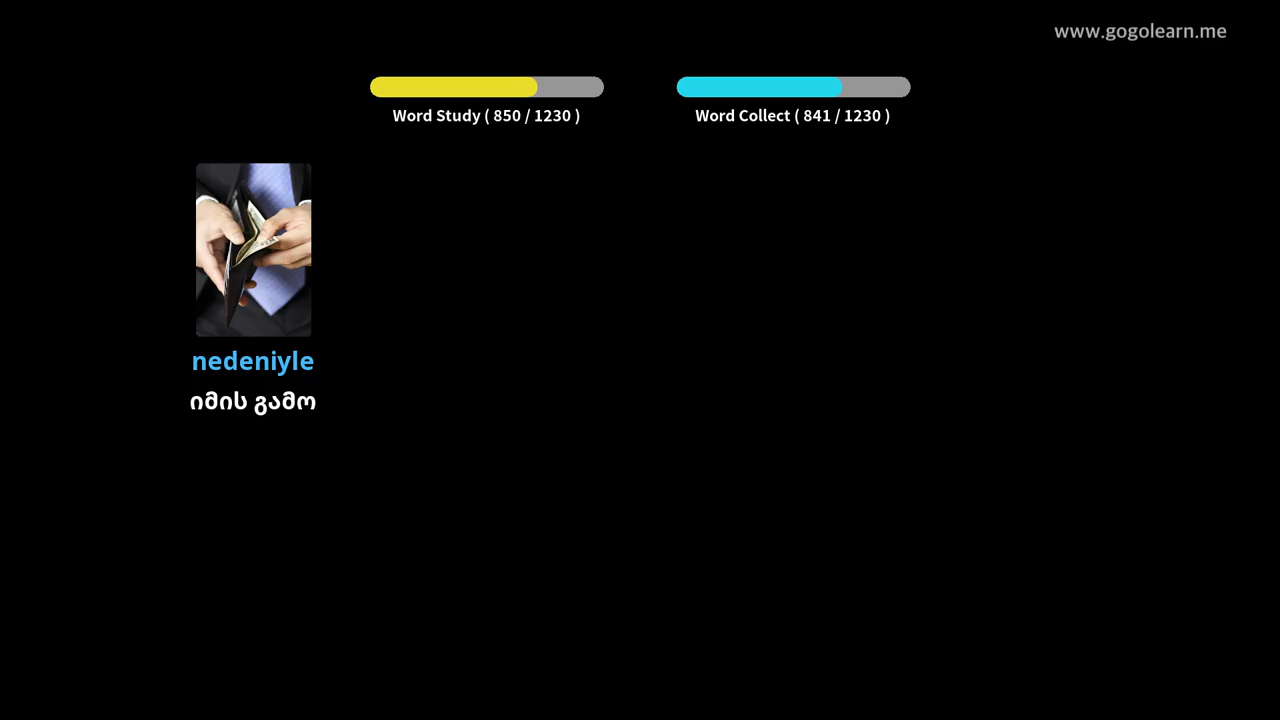 www.gogolearn.me
Word Study ( 850 / 1230 )
Word Collect ( 841 / 1230 )
nedeniyle
იმის გამო